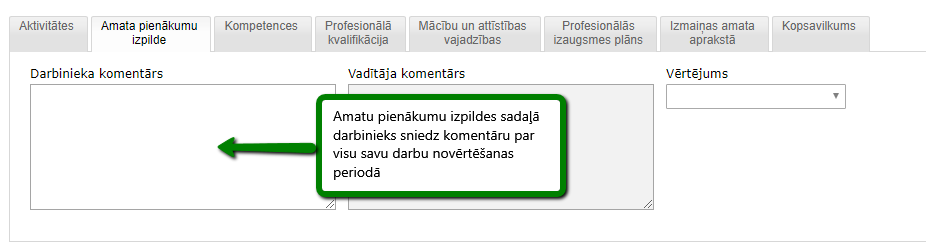 Aktivitātes
Amata pienākumu
izpilde
Kompetences
Profesionālā
kvalifikācija
Mācību un attīstības
vajadzības
Profesionālās
izaugsmes plāns
Izmaiņas amata
aprakstā
Kopsavilkums
Darbinieka komentārs
Vadītāja komentārs
Vērtējums
Amatu pienākumu izpildes sadaļā
darbinieks sniedz komentāru par
visu savu darbu novērtēšanas
periodā